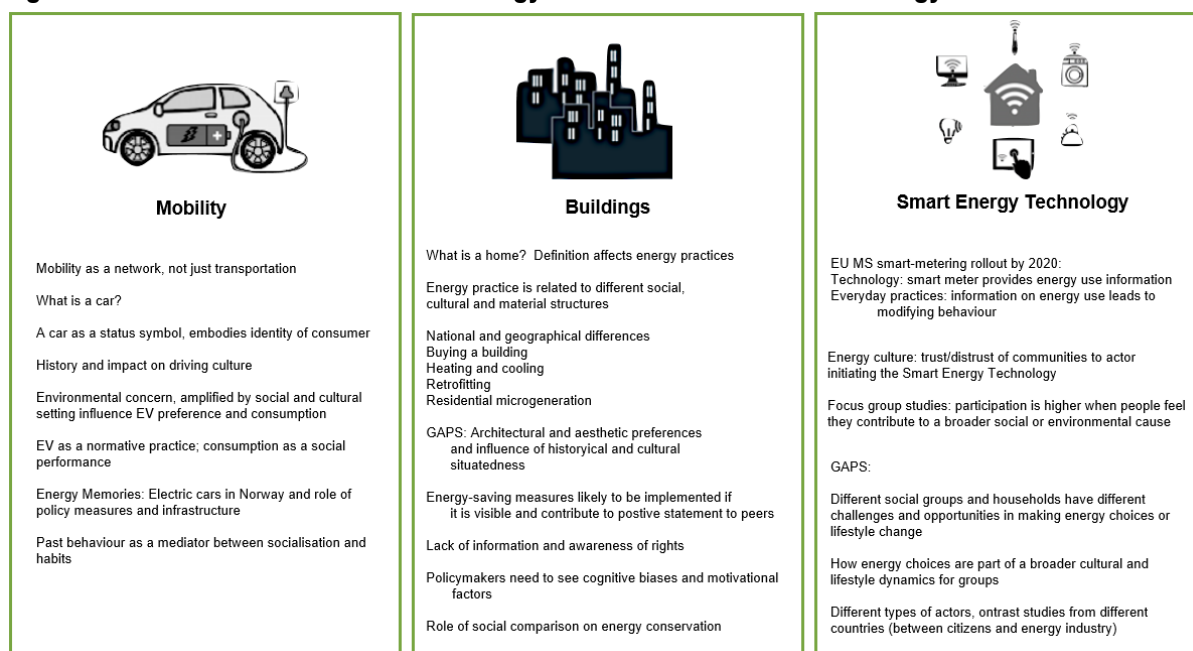 Mobility
Mobility as a network, not just transportation
What is a car?
A car as a status symbol, embodies identity of consumer
History and impact on driving culture
Environmental concern, amplified by social and cultural
setting influence EV preference and consumption
EV as a normative practice; consumption as a social
performance
Energy Memories: Electric cars in Norway and role of
policy measures and infrastructure
Past behaviour as a mediator between socialisation and
habits
Buildings
What is a home?  Definition affects energy practices
Energy practice is related to different social,
cultural and material structures
National and geographical differences
Buying a building
Heating and cooling
Retrofitting
Residential microgeneration
GAPS: Architectural and aesthetic preferences
and influence of historyical and cultural
situatedness
Energy-saving measures likely to be implemented if
it is visible and contribute to postive statement to peers
Lack of information and awareness of rights
Policymakers need to see cognitive biases and motivational
factors
Role of social comparison on energy conservation
Smart Energy Technology
EU MS smart-metering rollout by 2020:
Technology: smart meter provides energy use information
Everyday practices: information on energy use leads to
modifying behaviour
Energy culture: trust/distrust of communities to actor
initiating the Smart Energy Technology
Focus group studies: participation is higher when people feel
they contribute to a broader social or environmental cause
GAPS:
Different social groups and households have different
challenges and opportunities in making energy choices or
lifestyle change
How energy choices are part of a broader cultural and
lifestyle dynamics for groups
Different types of actors, ontrast studies from different
countries (between citizens and energy industry)